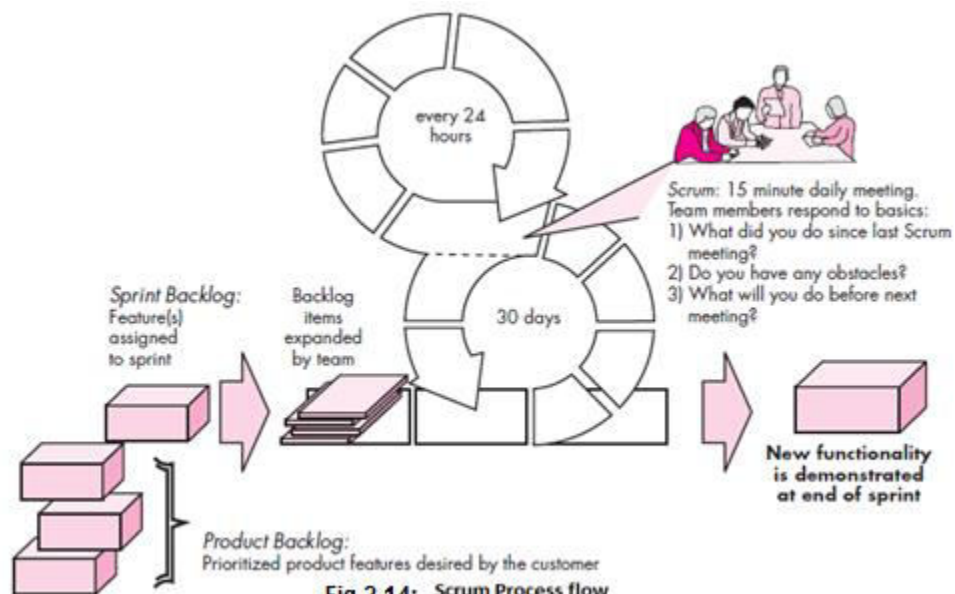 every 24
hours
Scrum: 15 minute daily meeting.
Team members respond to basics:
1) What did you do since last Scrum
meeting?
2) Do you have any obstacles?
3) What will you do before next
meeting?
Sprint Backlog:
Feature(s)
assigned
to sprint
Backlog
items
expanded
by team
30 days
New functionality
is demonstrated
at end of sprint
Product Backlog:
Prioritized product features desired by the customer
Fig 2.14: Scrum Process flow